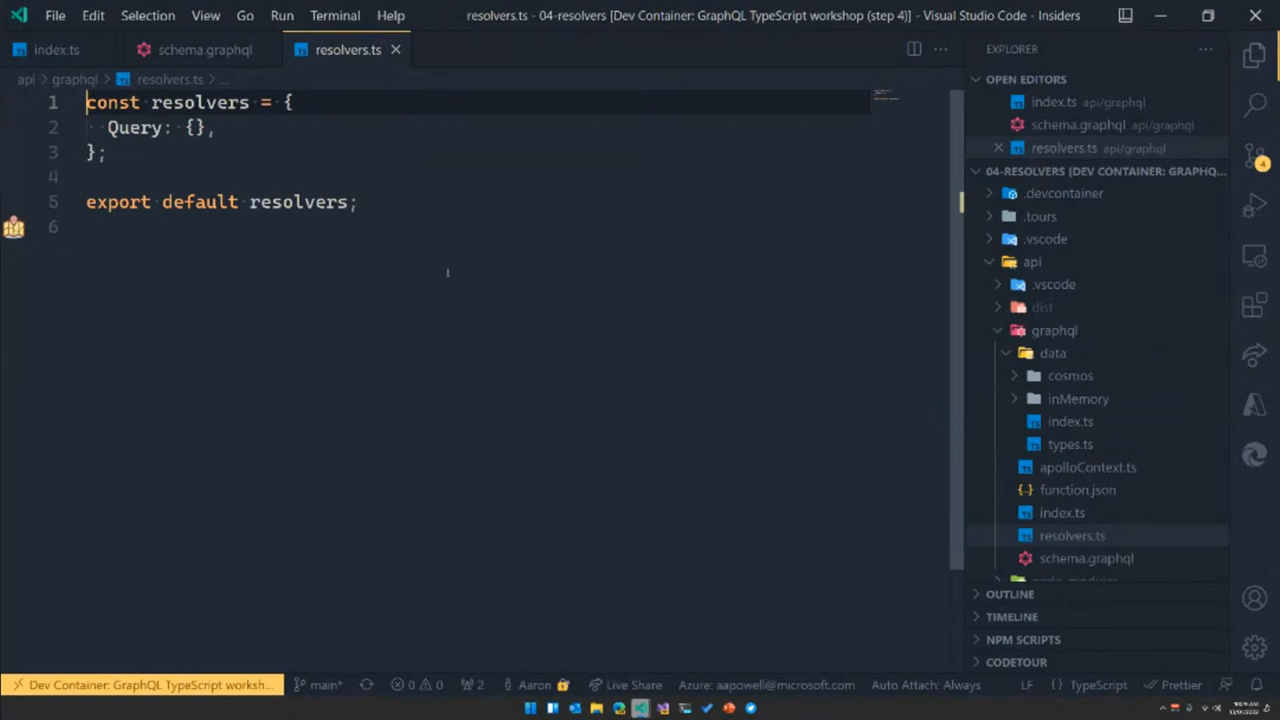 File Edit Selection View Go Run Terminal Help
resolvers.ts - 04-resolvers [Dev Container: GraphQL TypeScript workshop (step 4)] - Visual Studio Code - Insiders
index.ts
schema.graphql
resolvers.ts
api > graphql > resolvers.ts > ...
1 const resolvers = {
2 Query: {},
3 };
4
5 export default resolvers;
6
EXPLORER
OPEN EDITORS
index.ts api/graphql
schema.graphql api/graphql
resolvers.ts api/graphql
04-RESOLVERS [DEV CONTAINER: GRAPHQ...
.devcontainer
.tours
.vscode
api
.vscode
dist
graphql
data
cosmos
inMemory
index.ts
types.ts
apolloContext.ts
function.json
index.ts
resolvers.ts
schema.graphql
node_modules
OUTLINE
TIMELINE
NPM SCRIPTS
CODETOUR
4
Dev Container: GraphQL TypeScript worksh... main* 0 0 2 Aaron Live Share Azure: aapowell@microsoft.com Auto Attach: Always LF TypeScript Prettier